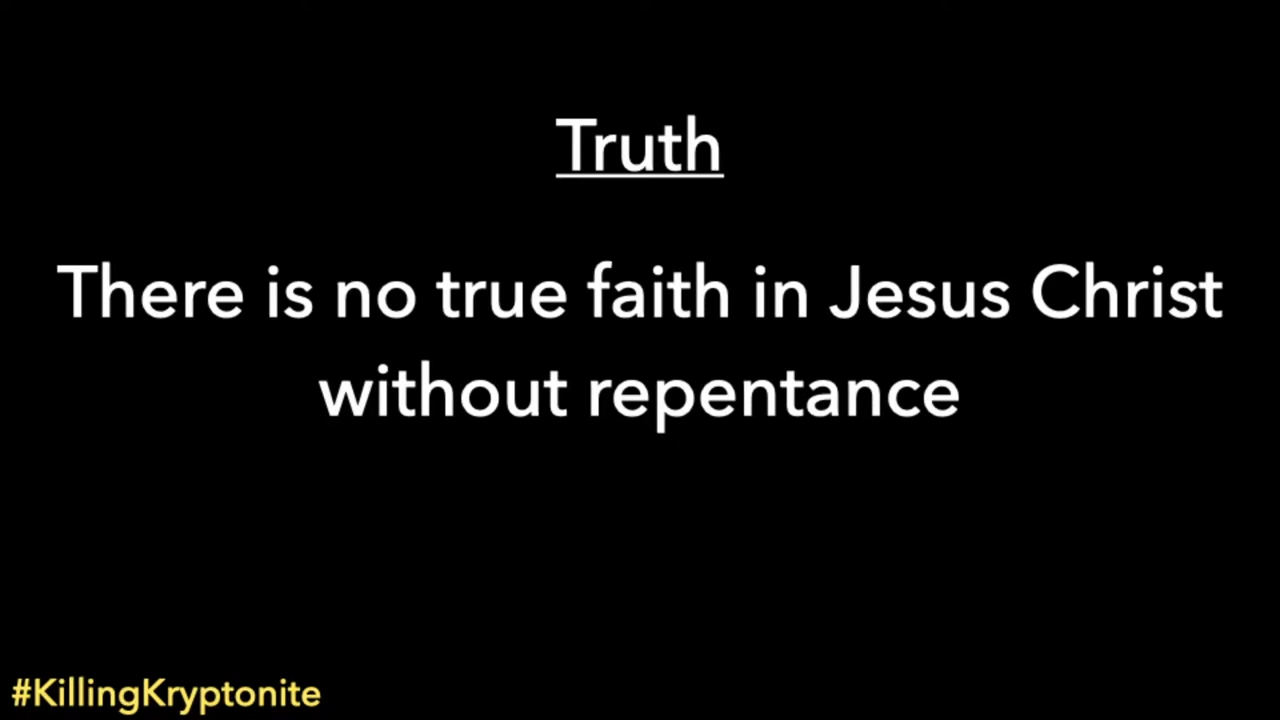 Truth
There is no true faith in Jesus Christ
without repentance
#KillingKryptonite